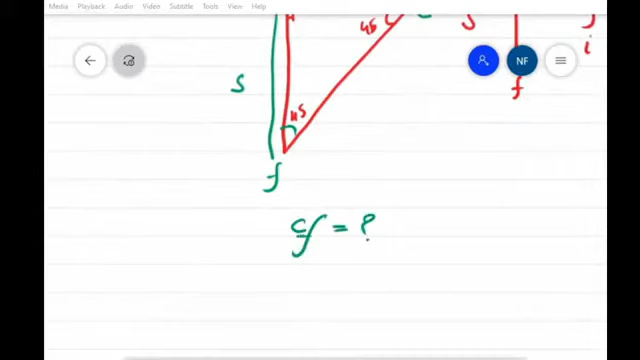 Media Playback Audio Video Subtitle Tools View Help
45 c g j
i
NF
s 45 f
f
cf = ?